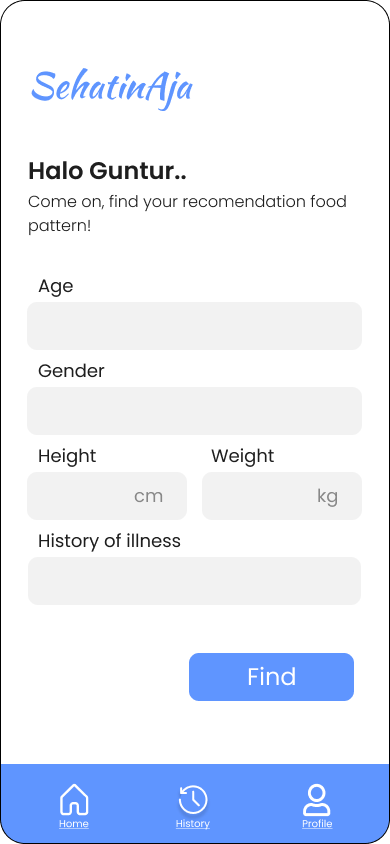 SehatinAja
Halo Guntur..
Come on, find your recomendation food
pattern!
Age
Gender
Height Weight
cm kg
History of illness
Find
Home History Profile